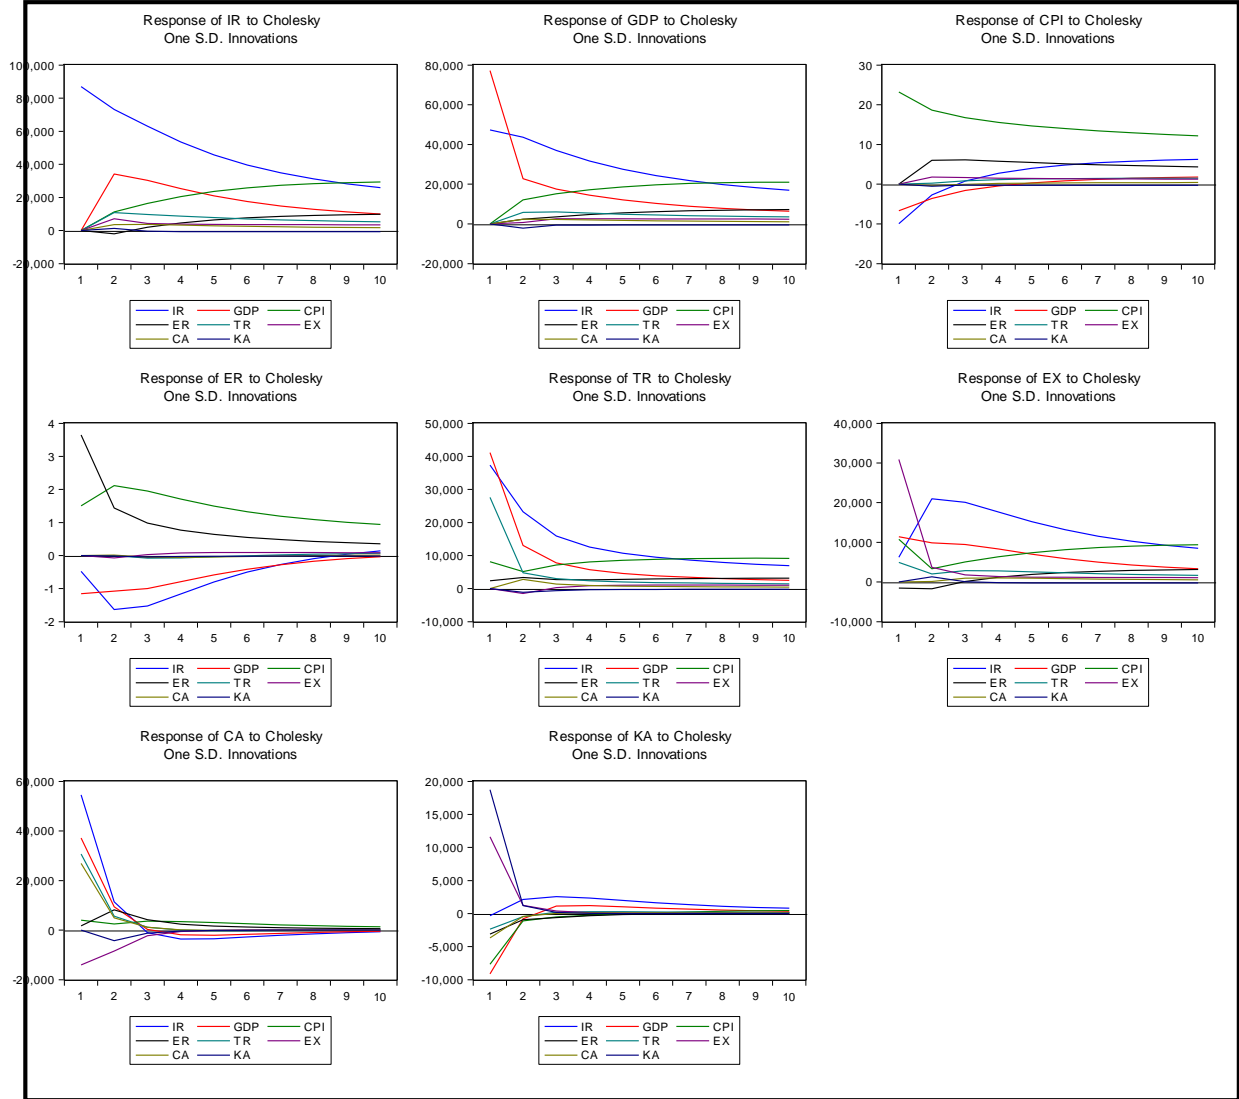 Response of IR to Cholesky
One S.D. Innovations
100,000
80,000
60,000
40,000
20,000
0
-20,000
1 2 3 4 5 6 7 8 9 10
IR GDP CPI
ER TR EX
CA KA
Response of GDP to Cholesky
One S.D. Innovations
80,000
60,000
40,000
20,000
0
-20,000
1 2 3 4 5 6 7 8 9 10
IR GDP CPI
ER TR EX
CA KA
Response of CPI to Cholesky
One S.D. Innovations
30
20
10
0
-10
-20
1 2 3 4 5 6 7 8 9 10
IR GDP CPI
ER TR EX
CA KA
Response of ER to Cholesky
One S.D. Innovations
4
3
2
1
0
-1
-2
1 2 3 4 5 6 7 8 9 10
IR GDP CPI
ER TR EX
CA KA
Response of TR to Cholesky
One S.D. Innovations
50,000
40,000
30,000
20,000
10,000
0
-10,000
1 2 3 4 5 6 7 8 9 10
IR GDP CPI
ER TR EX
CA KA
Response of EX to Cholesky
One S.D. Innovations
40,000
30,000
20,000
10,000
0
-10,000
1 2 3 4 5 6 7 8 9 10
IR GDP CPI
ER TR EX
CA KA
Response of CA to Cholesky
One S.D. Innovations
60,000
40,000
20,000
0
-20,000
1 2 3 4 5 6 7 8 9 10
IR GDP CPI
ER TR EX
CA KA
Response of KA to Cholesky
One S.D. Innovations
20,000
15,000
10,000
5,000
0
-5,000
-10,000
1 2 3 4 5 6 7 8 9 10
IR GDP CPI
ER TR EX
CA KA